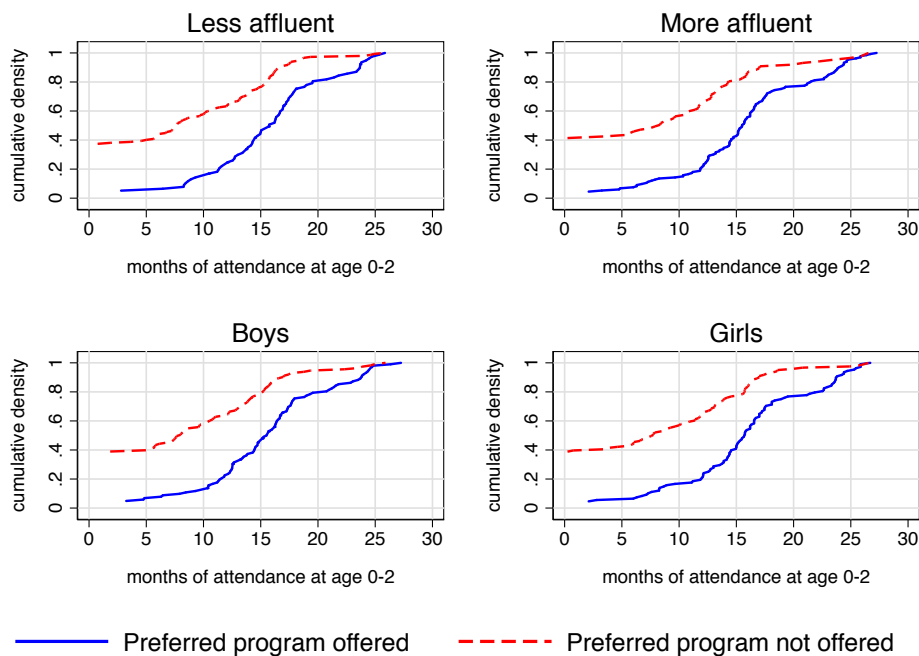 Less affluent
cumulative density
1
.8
.6
.4
.2
0
0 5 10 15 20 25 30
months of attendance at age 0-2
More affluent
cumulative density
1
.8
.6
.4
.2
0
0 5 10 15 20 25 30
months of attendance at age 0-2
Boys
cumulative density
1
.8
.6
.4
.2
0
0 5 10 15 20 25 30
months of attendance at age 0-2
Girls
cumulative density
1
.8
.6
.4
.2
0
0 5 10 15 20 25 30
months of attendance at age 0-2
Preferred program offered Preferred program not offered